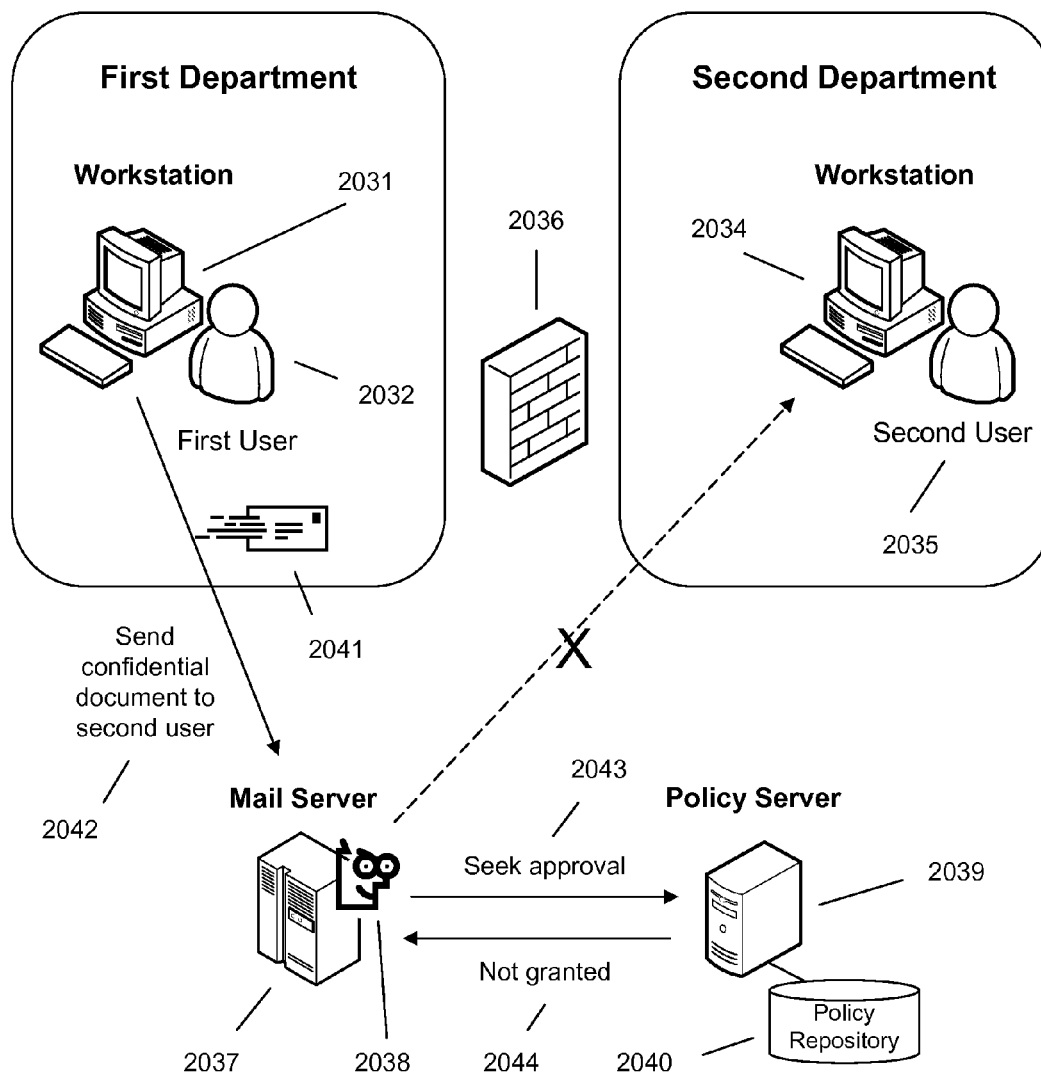 First Department
Second Department
Workstation
Workstation
2031
2036
2034
2032
First User
Second User
2035
2041
Send
confidential
document to
second user
X
2042
2043
Mail Server
Policy Server
Seek approval
2039
Not granted
Policy
Repository
2037
2038
2044
2040